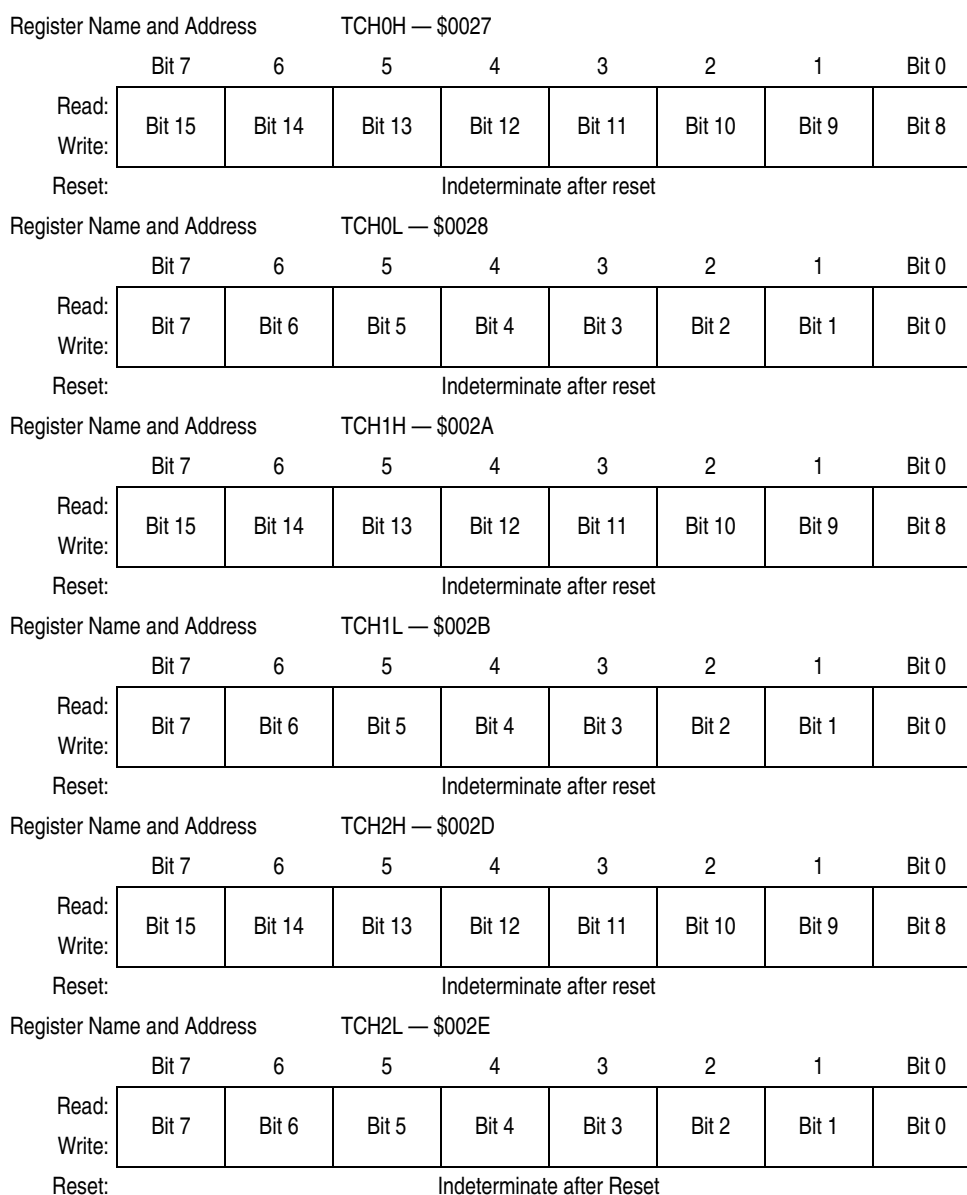 Register Name and Address TCH0H — $0027
Bit 7 6 5 4 3 2 1 Bit 0
Read:
Bit 15 Bit 14 Bit 13 Bit 12 Bit 11 Bit 10 Bit 9 Bit 8
Write:
Reset: Indeterminate after reset
Register Name and Address TCH0L — $0028
Bit 7 6 5 4 3 2 1 Bit 0
Read:
Bit 7 Bit 6 Bit 5 Bit 4 Bit 3 Bit 2 Bit 1 Bit 0
Write:
Reset: Indeterminate after reset
Register Name and Address TCH1H — $002A
Bit 7 6 5 4 3 2 1 Bit 0
Read:
Bit 15 Bit 14 Bit 13 Bit 12 Bit 11 Bit 10 Bit 9 Bit 8
Write:
Reset: Indeterminate after reset
Register Name and Address TCH1L — $002B
Bit 7 6 5 4 3 2 1 Bit 0
Read:
Bit 7 Bit 6 Bit 5 Bit 4 Bit 3 Bit 2 Bit 1 Bit 0
Write:
Reset: Indeterminate after reset
Register Name and Address TCH2H — $002D
Bit 7 6 5 4 3 2 1 Bit 0
Read:
Bit 15 Bit 14 Bit 13 Bit 12 Bit 11 Bit 10 Bit 9 Bit 8
Write:
Reset: Indeterminate after reset
Register Name and Address TCH2L — $002E
Bit 7 6 5 4 3 2 1 Bit 0
Read:
Bit 7 Bit 6 Bit 5 Bit 4 Bit 3 Bit 2 Bit 1 Bit 0
Write:
Reset: Indeterminate after Reset